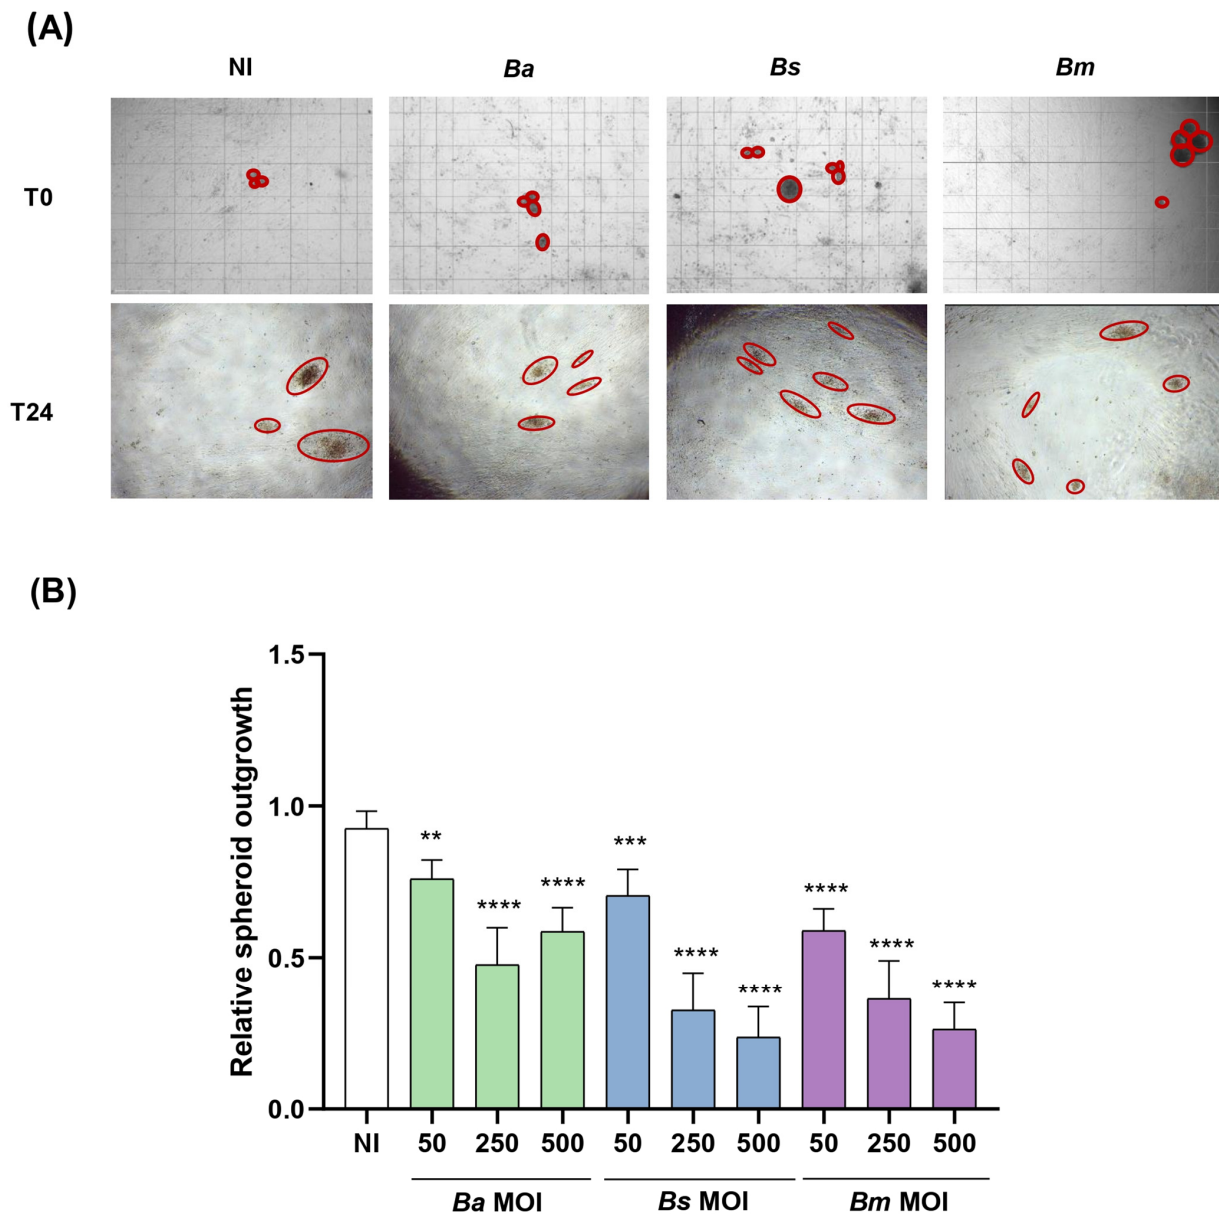 (A)
NI Ba Bs Bm
T0
T24
(B)
Relative spheroid outgrowth
1.5
1.0
0.5
0.0
** **** **** *** **** **** **** **** ****
NI 50 250 500 50 250 500 50 250 500
Ba MOI Bs MOI Bm MOI